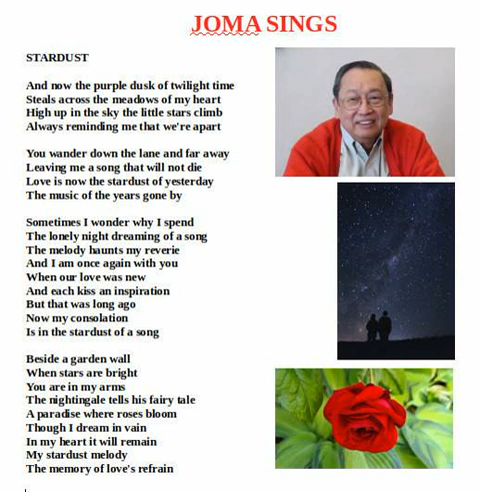 JOMA SINGS
STARDUST
And now the purple dusk of twilight time
Steals across the meadows of my heart
High up in the sky the little stars climb
Always reminding me that we're apart
You wander down the lane and far away
Leaving me a song that will not die
Love is now the stardust of yesterday
The music of the years gone by
Sometimes I wonder why I spend
The lonely night dreaming of a song
The melody haunts my reverie
And I am once again with you
When our love was new
And each kiss an inspiration
But that was long ago
Now my consolation
Is in the stardust of a song
Beside a garden wall
When stars are bright
You are in my arms
The nightingale tells his fairy tale
A paradise where roses bloom
Though I dream in vain
In my heart it will remain
My stardust melody
The memory of love's refrain